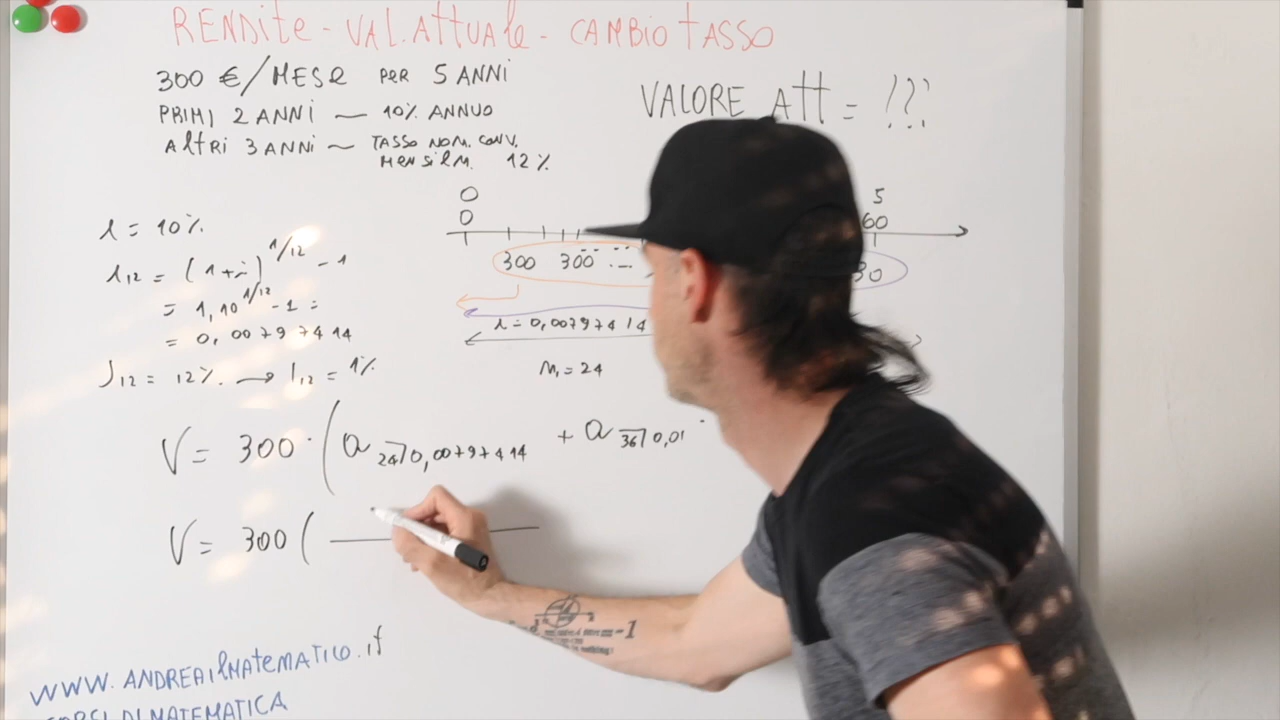 RENDITE - VAL. ATTUALE - CAMBIO TASSO
300 €/MESE PER 5 ANNI
PRIMI 2 ANNI ~ 10% ANNUO
ALTRI 3 ANNI ~ TASSO NOM. CONV.
MENSILM. 12%
VALORE ATT = !??
0 5
0 60
300 300
i = 0,00797414
n₁ = 24
i = 10%
i₁₂ = (1+i)^1/12 - 1
= 1,10^1/12 - 1 =
= 0,00797414
J₁₂ = 12% → i₁₂ = 1%
V = 300 · ( a 24| 0,00797414 + a 36| 0,01 ·
V = 300 (
WWW.ANDREAILMATEMATICO.it
CORSI DI MATEMATICA